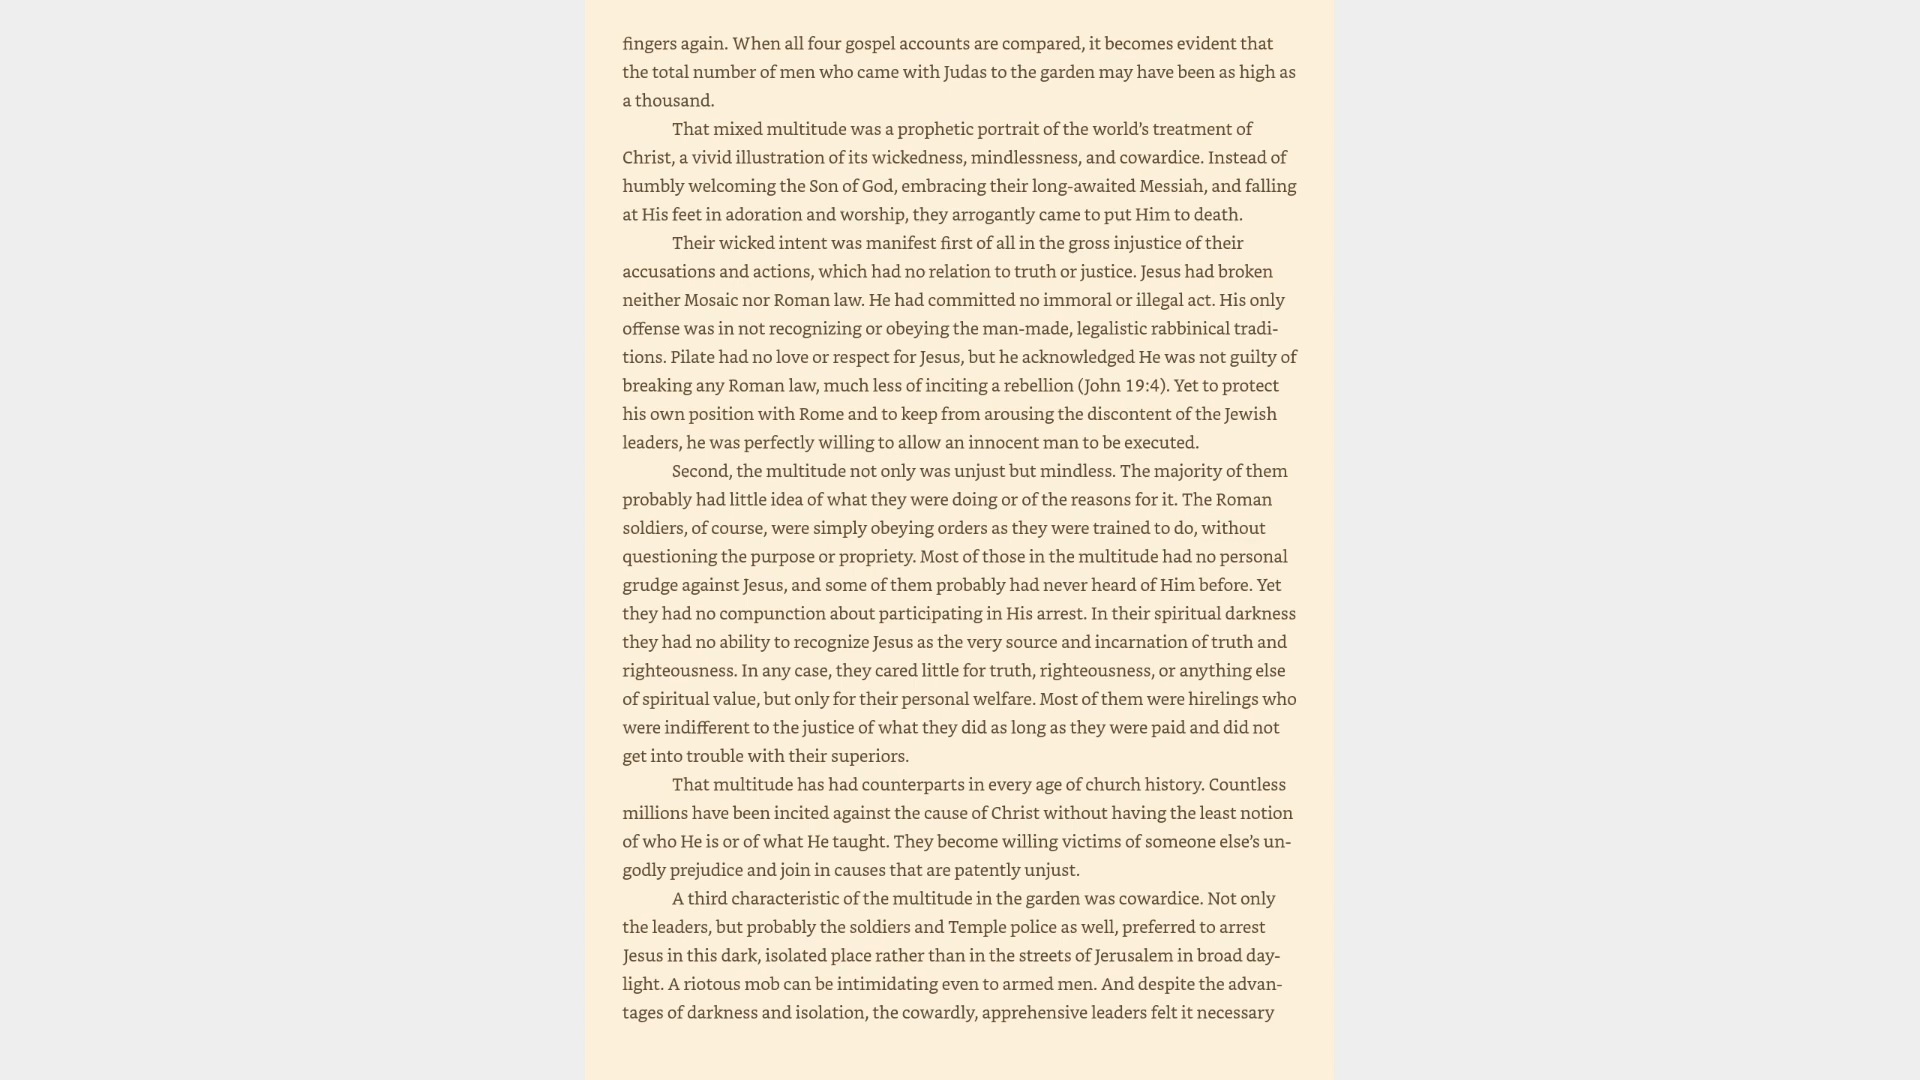 fingers again. When all four gospel accounts are compared, it becomes evident that
the total number of men who came with Judas to the garden may have been as high as
a thousand.
That mixed multitude was a prophetic portrait of the world’s treatment of
Christ, a vivid illustration of its wickedness, mindlessness, and cowardice. Instead of
humbly welcoming the Son of God, embracing their long-awaited Messiah, and falling
at His feet in adoration and worship, they arrogantly came to put Him to death.
Their wicked intent was manifest first of all in the gross injustice of their
accusations and actions, which had no relation to truth or justice. Jesus had broken
neither Mosaic nor Roman law. He had committed no immoral or illegal act. His only
offense was in not recognizing or obeying the man-made, legalistic rabbinical tradi-
tions. Pilate had no love or respect for Jesus, but he acknowledged He was not guilty of
breaking any Roman law, much less of inciting a rebellion (John 19:4). Yet to protect
his own position with Rome and to keep from arousing the discontent of the Jewish
leaders, he was perfectly willing to allow an innocent man to be executed.
Second, the multitude not only was unjust but mindless. The majority of them
probably had little idea of what they were doing or of the reasons for it. The Roman
soldiers, of course, were simply obeying orders as they were trained to do, without
questioning the purpose or propriety. Most of those in the multitude had no personal
grudge against Jesus, and some of them probably had never heard of Him before. Yet
they had no compunction about participating in His arrest. In their spiritual darkness
they had no ability to recognize Jesus as the very source and incarnation of truth and
righteousness. In any case, they cared little for truth, righteousness, or anything else
of spiritual value, but only for their personal welfare. Most of them were hirelings who
were indifferent to the justice of what they did as long as they were paid and did not
get into trouble with their superiors.
That multitude has had counterparts in every age of church history. Countless
millions have been incited against the cause of Christ without having the least notion
of who He is or of what He taught. They become willing victims of someone else’s un-
godly prejudice and join in causes that are patently unjust.
A third characteristic of the multitude in the garden was cowardice. Not only
the leaders, but probably the soldiers and Temple police as well, preferred to arrest
Jesus in this dark, isolated place rather than in the streets of Jerusalem in broad day-
light. A riotous mob can be intimidating even to armed men. And despite the advan-
tages of darkness and isolation, the cowardly, apprehensive leaders felt it necessary